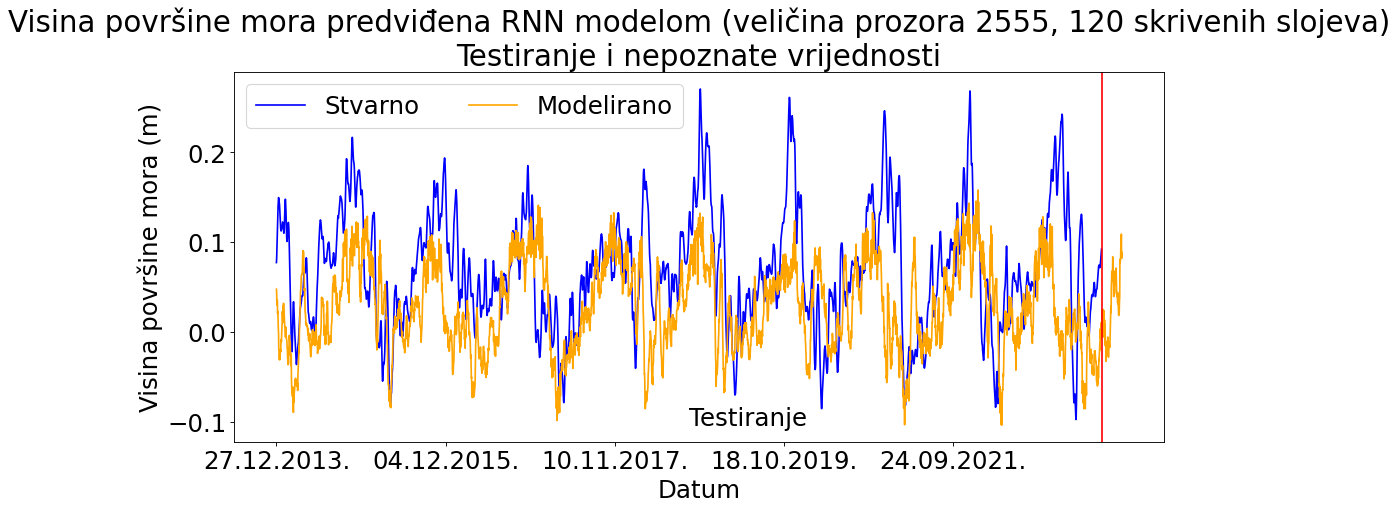 Visina površine mora predviđena RNN modelom (veličina prozora 2555, 120 skrivenih slojeva)
Testiranje i nepoznate vrijednosti
Stvarno
Modelirano
Visina površine mora (m)
0.2
0.1
0.0
−0.1
Testiranje
27.12.2013.
04.12.2015.
10.11.2017.
18.10.2019.
24.09.2021.
Datum